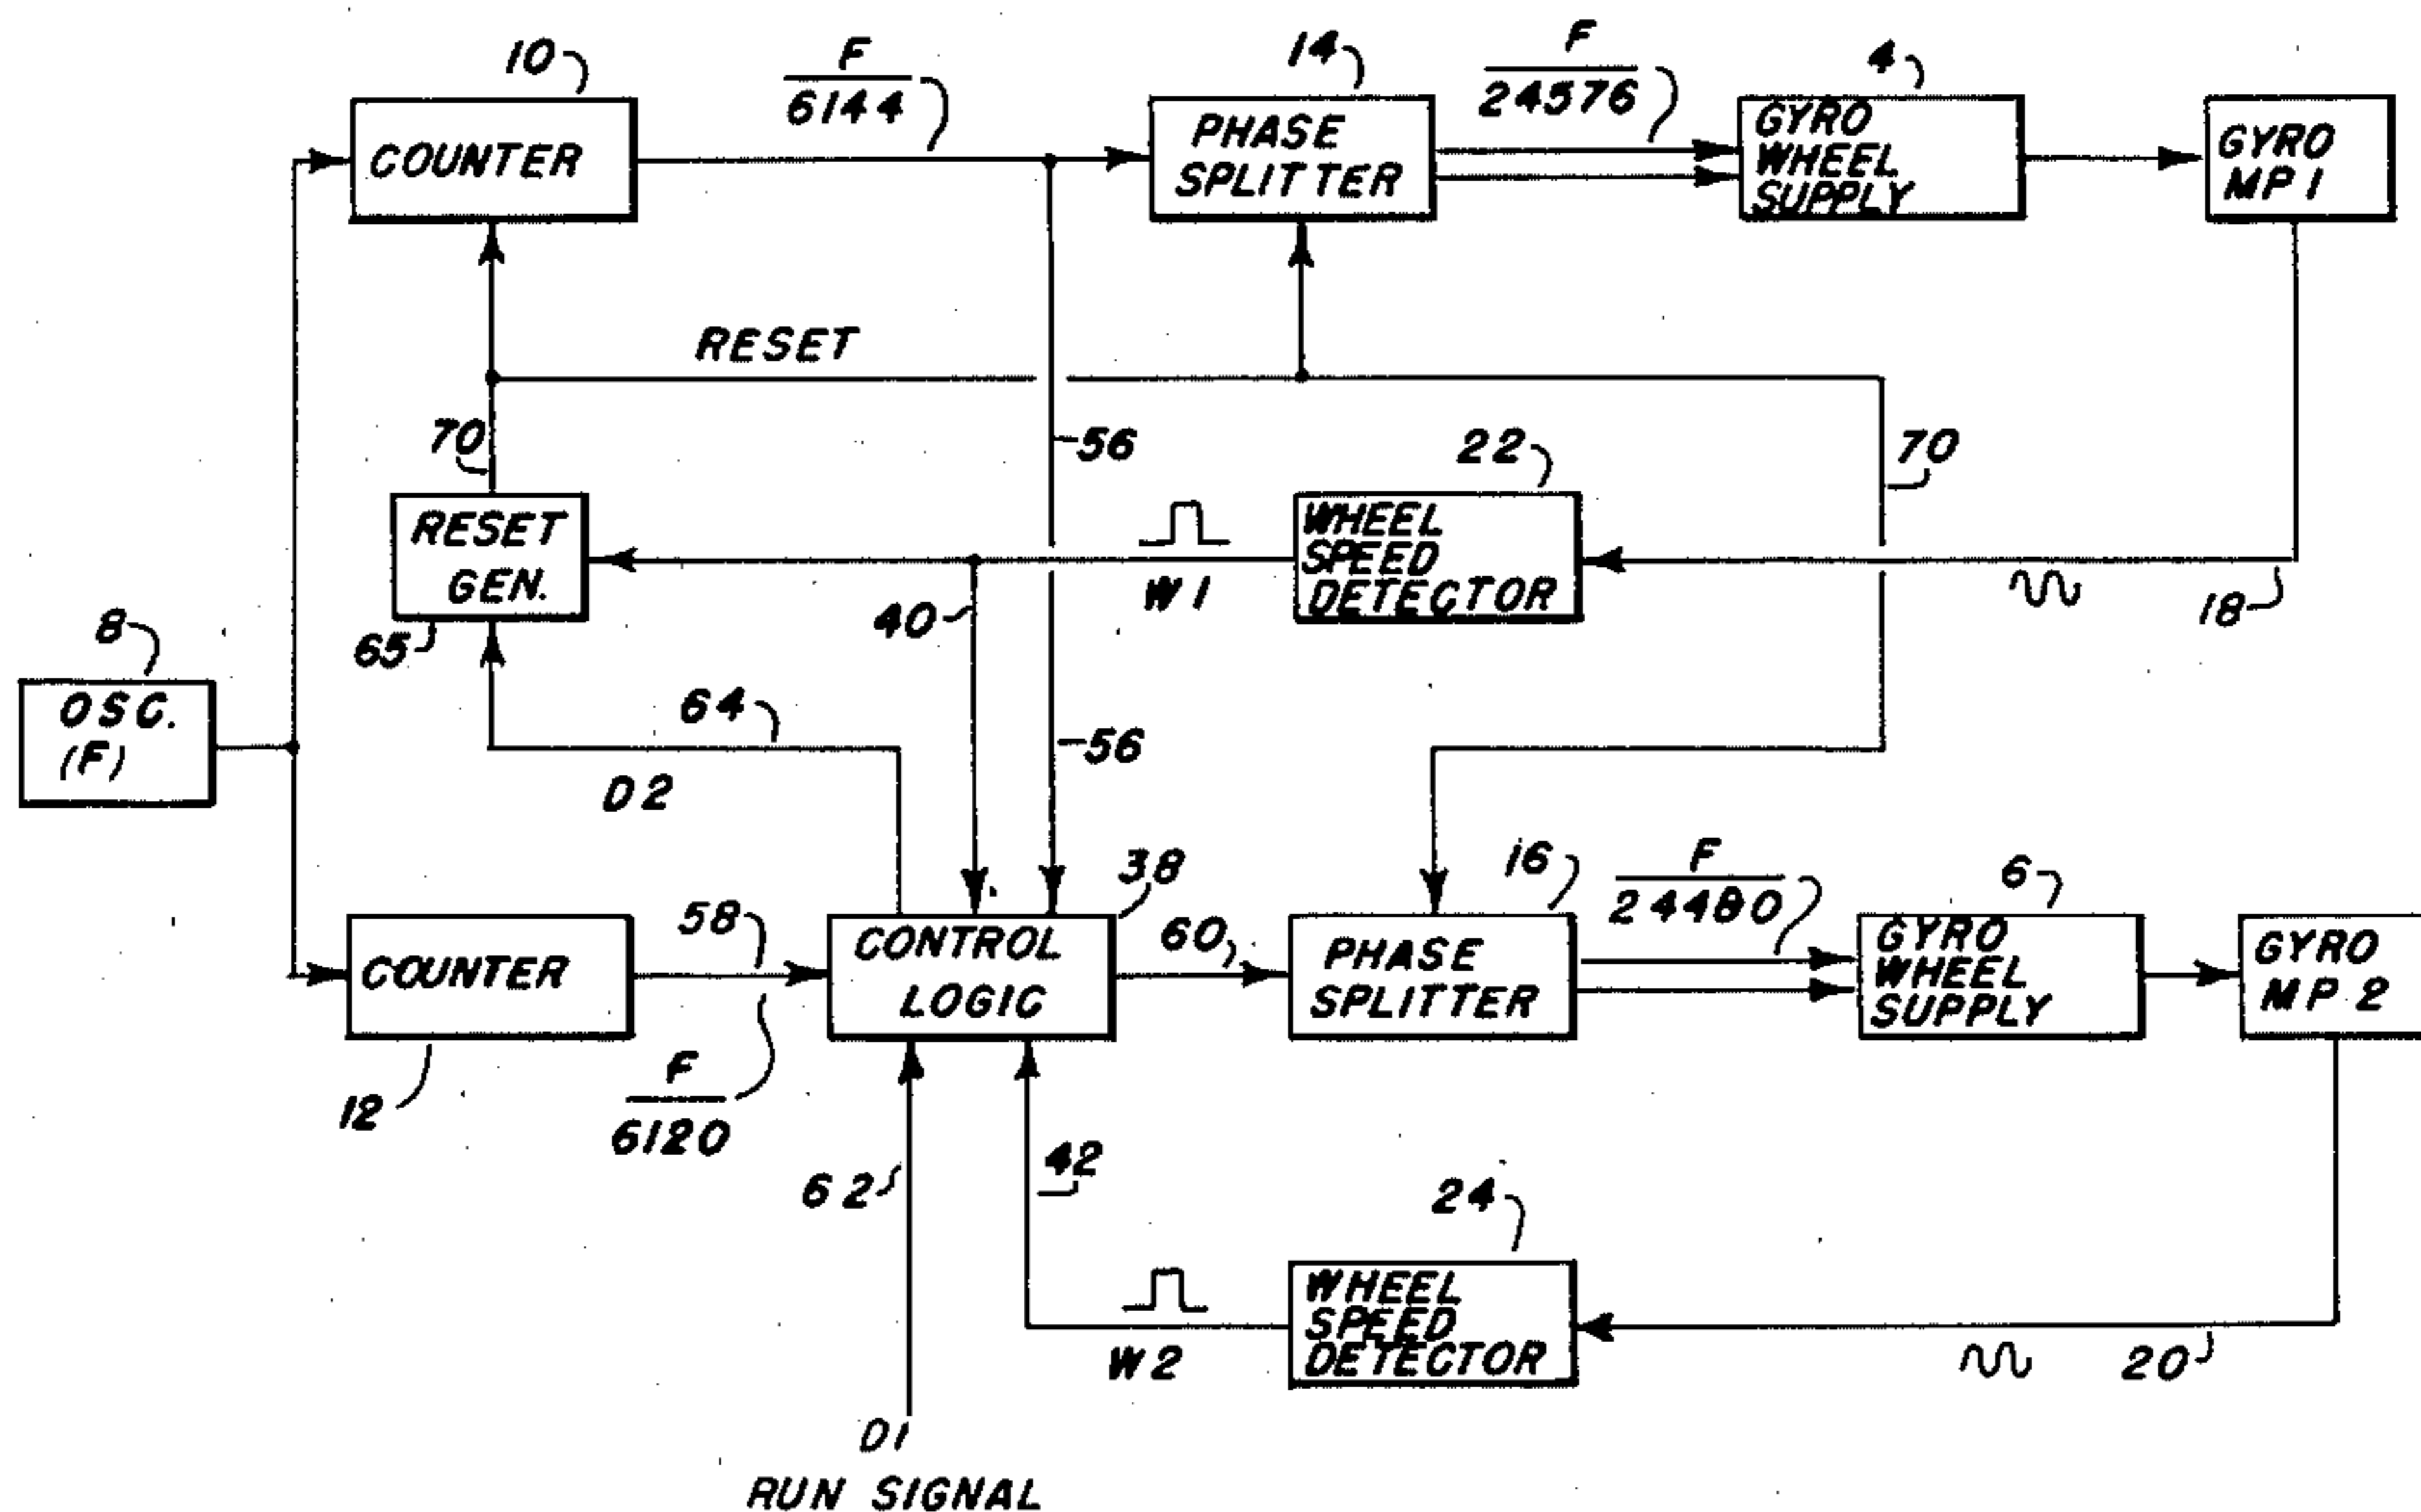 10
F
6144
14
F
24576
4
COUNTER
PHASE
SPLITTER
GYRO
WHEEL
SUPPLY
GYRO
MP 1
RESET
70
56
22
70
RESET
GEN.
65
40
W1
WHEEL
SPEED
DETECTOR
18
8
OSC.
(F)
64
D2
56
38
16
F
24480
6
58
60
COUNTER
CONTROL
LOGIC
PHASE
SPLITTER
GYRO
WHEEL
SUPPLY
GYRO
MP 2
12
F
6120
62
42
24
W2
WHEEL
SPEED
DETECTOR
20
D1
RUN SIGNAL